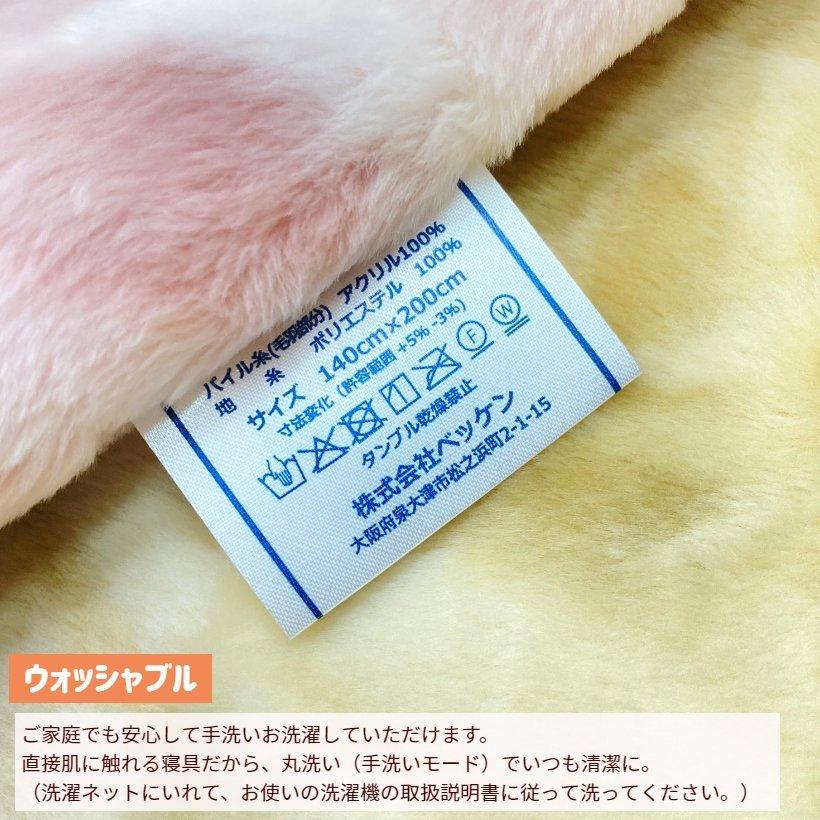 パイル糸(毛羽部分) アクリル100%
地 糸 ポリエステル 100%
サイズ 140cm×200cm
寸法変化 (許容範囲 +5% -3%)
F W
タンブル乾燥禁止
株式会社ベッケン
大阪府泉大津市松之浜町2-1-15
ウォッシャブル
ご家庭でも安心して手洗いお洗濯していただけます。
直接肌に触れる寝具だから、丸洗い（手洗いモード）でいつも清潔に。
（洗濯ネットにいれて、お使いの洗濯機の取扱説明書に従って洗ってください。）